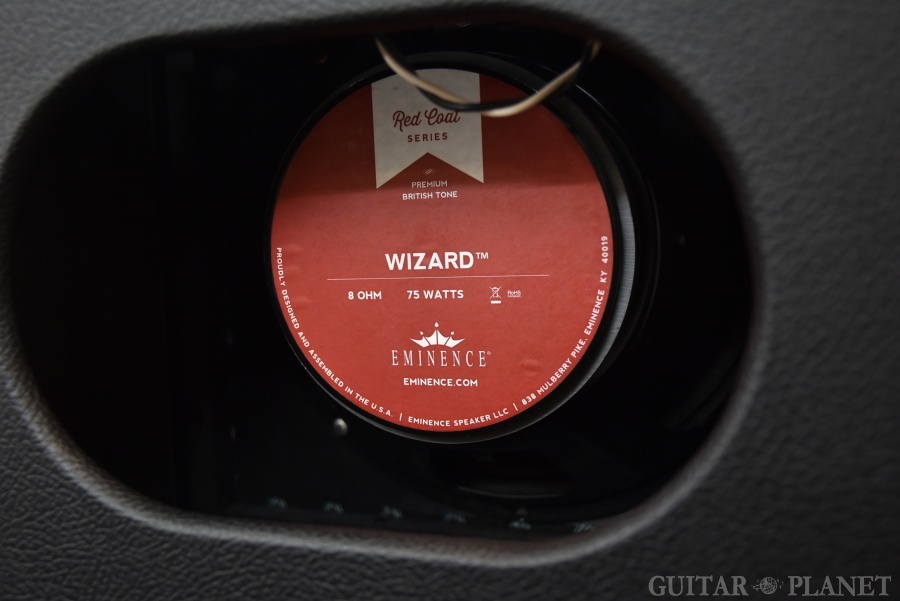 Red Coat
SERIES
PREMIUM
BRITISH TONE
WIZARD™
8 OHM 75 WATTS RoHS
EMINENCE®
EMINENCE.COM
PROUDLY DESIGNED AND ASSEMBLED IN THE U.S.A. | EMINENCE SPEAKER LLC | 838 MULBERRY PIKE, EMINENCE KY 40019
GUITAR PLANET